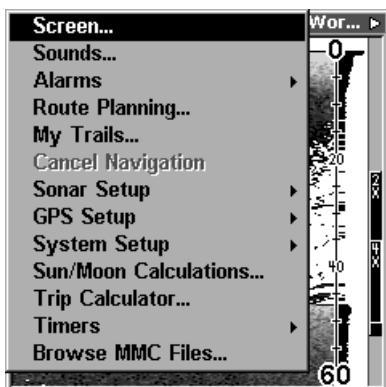 Screen...
Wor...
Sounds...
Alarms
Route Planning...
My Trails...
Cancel Navigation
Sonar Setup
GPS Setup
System Setup
Sun/Moon Calculations...
Trip Calculator...
Timers
Browse MMC Files...
0
20
40
60